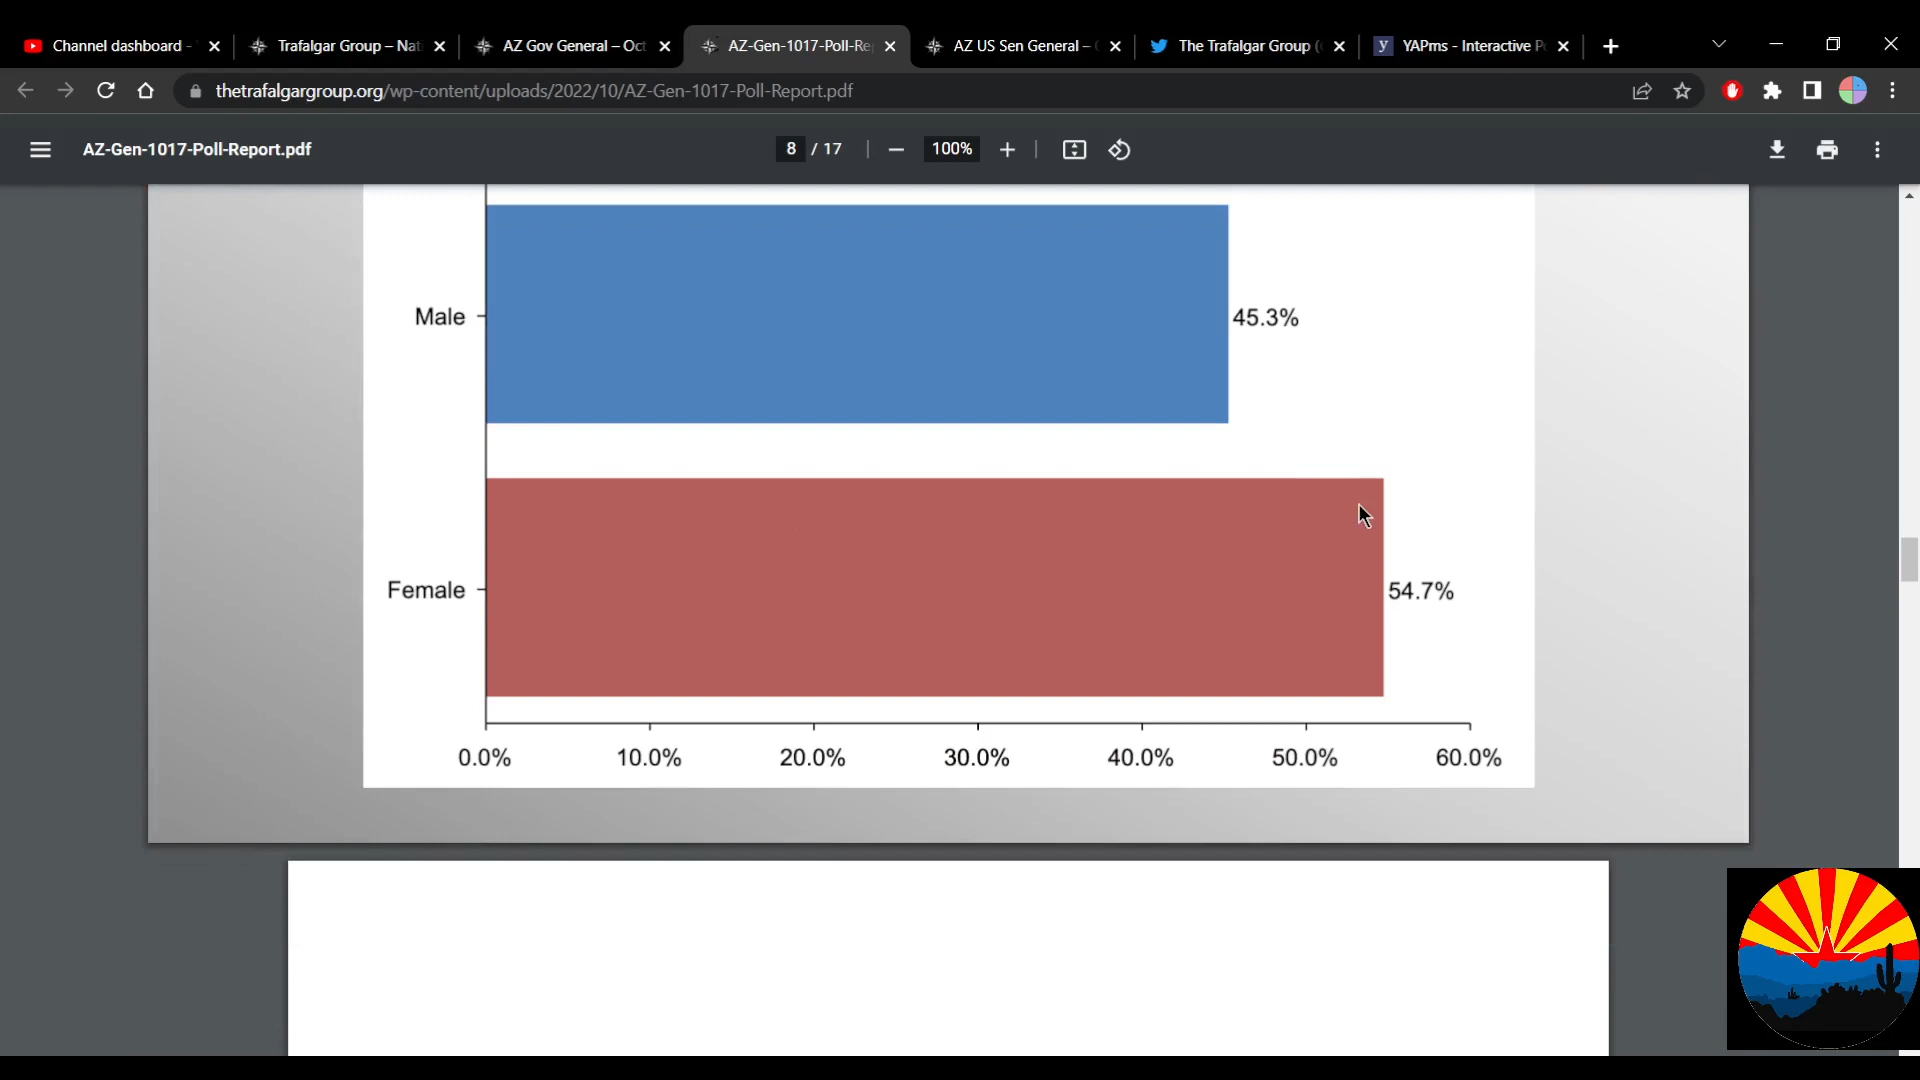 Channel dashboard -
Trafalgar Group – Nat
AZ Gov General – Oct
AZ-Gen-1017-Poll-Re
AZ US Sen General –
The Trafalgar Group (
y YAPms - Interactive P
thetrafalgargroup.org/wp-content/uploads/2022/10/AZ-Gen-1017-Poll-Report.pdf
AZ-Gen-1017-Poll-Report.pdf
8 / 17
100%
Male
45.3%
Female
54.7%
0.0% 10.0% 20.0% 30.0% 40.0% 50.0% 60.0%